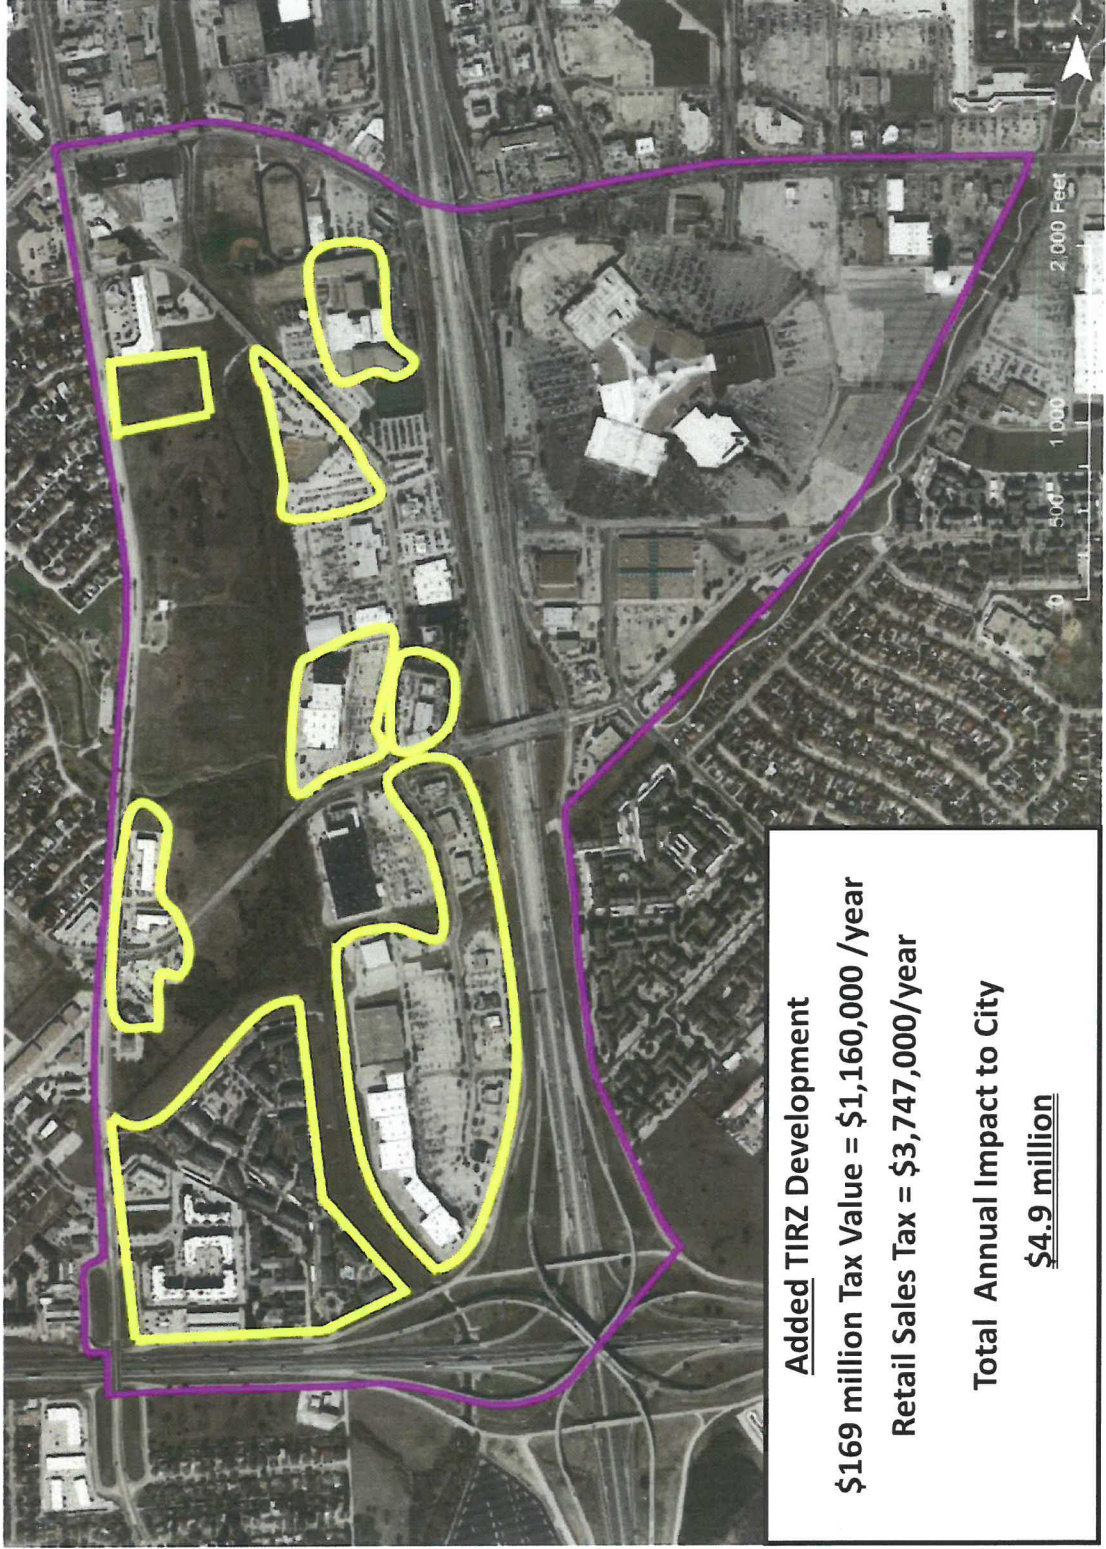 Added TIRZ Development
$169 million Tax Value = $1,160,000 /year
Retail Sales Tax = $3,747,000/year
Total Annual Impact to City
$4.9 million
0 500 1,000 2,000 Feet